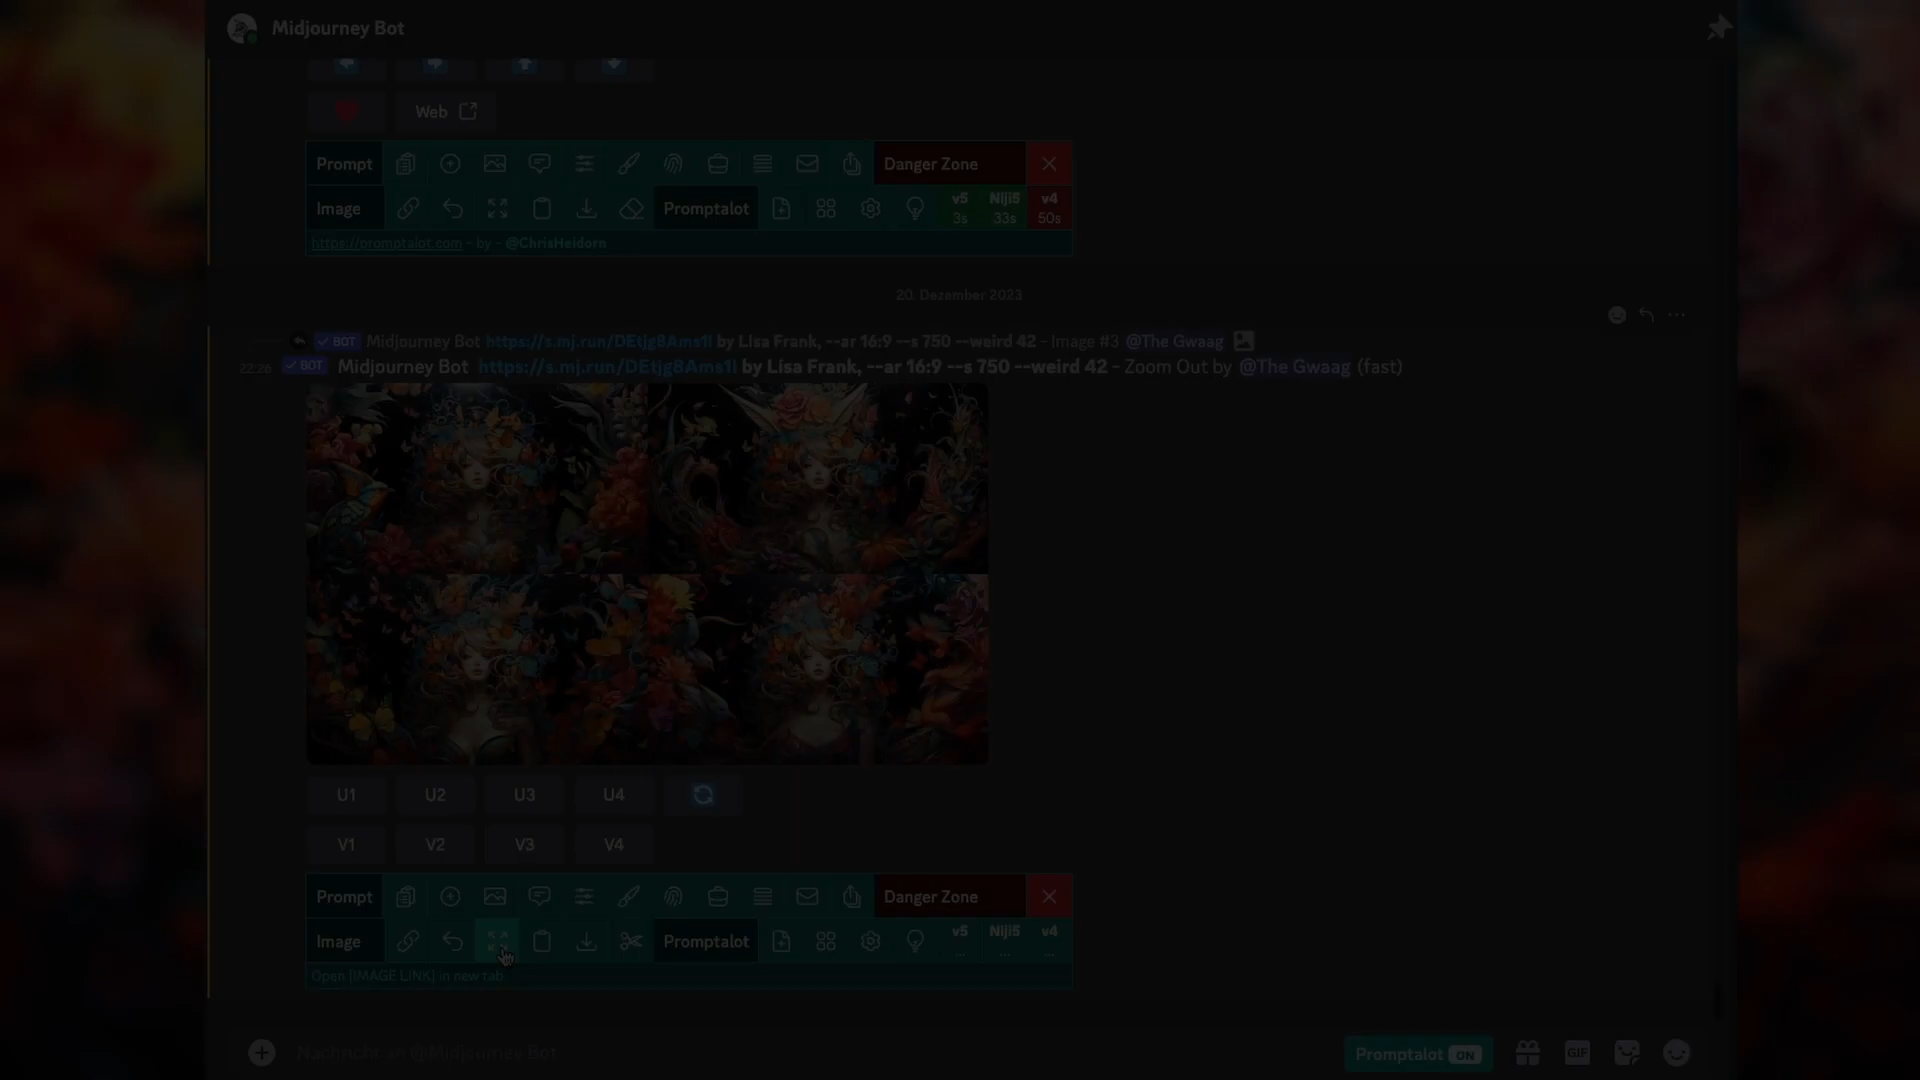 Midjourney Bot
Web
Prompt Danger Zone
Image Promptalot v5 3s Niji5 33s v4 50s
https://promptalot.com - by - @ChrisHeidorn
20. Dezember 2023
BOT Midjourney Bot https://s.mj.run/DEtjg8Ams1I by Lisa Frank, --ar 16:9 --s 750 --weird 42 - Image #3 @The Gwaag
22:28 BOT Midjourney Bot https://s.mj.run/DEtjg8Ams1I by Lisa Frank, --ar 16:9 --s 750 --weird 42 - Zoom Out by @The Gwaag (fast)
U1 U2 U3 U4
V1 V2 V3 V4
Prompt Danger Zone
Image Promptalot v5 ... Niji5 ... v4 ...
Open [IMAGE LINK] in new tab
Nachricht an @Midjourney Bot Promptalot ON GIF